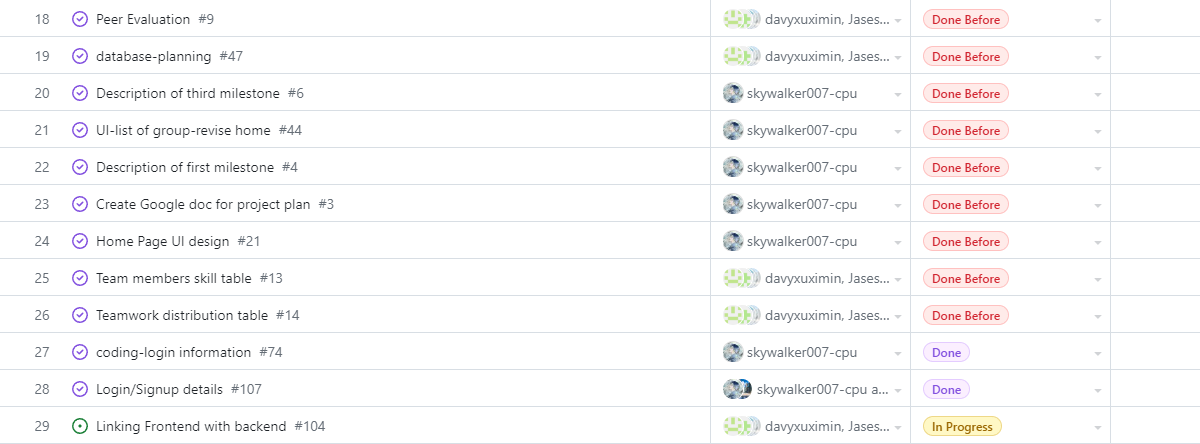 18 Peer Evaluation #9 davyxuximin, Jases... Done Before
19 database-planning #47 davyxuximin, Jases... Done Before
20 Description of third milestone #6 skywalker007-cpu Done Before
21 UI-list of group-revise home #44 skywalker007-cpu Done Before
22 Description of first milestone #4 skywalker007-cpu Done Before
23 Create Google doc for project plan #3 skywalker007-cpu Done Before
24 Home Page UI design #21 skywalker007-cpu Done Before
25 Team members skill table #13 davyxuximin, Jases... Done Before
26 Teamwork distribution table #14 davyxuximin, Jases... Done Before
27 coding-login information #74 skywalker007-cpu Done
28 Login/Signup details #107 skywalker007-cpu a... Done
29 Linking Frontend with backend #104 davyxuximin, Jases... In Progress